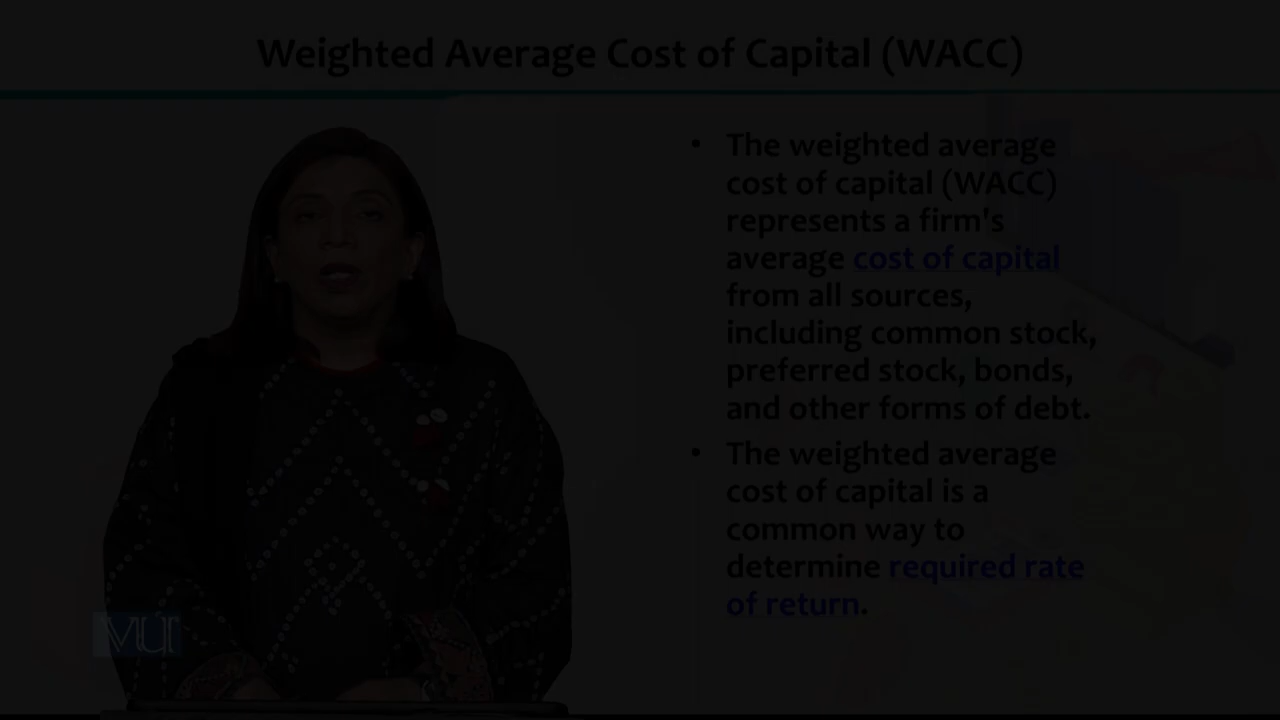 Weighted Average Cost of Capital (WACC)
• The weighted average
cost of capital (WACC)
represents a firm's
average cost of capital
from all sources,
including common stock,
preferred stock, bonds,
and other forms of debt.
• The weighted average
cost of capital is a
common way to
determine required rate
of return.
VU